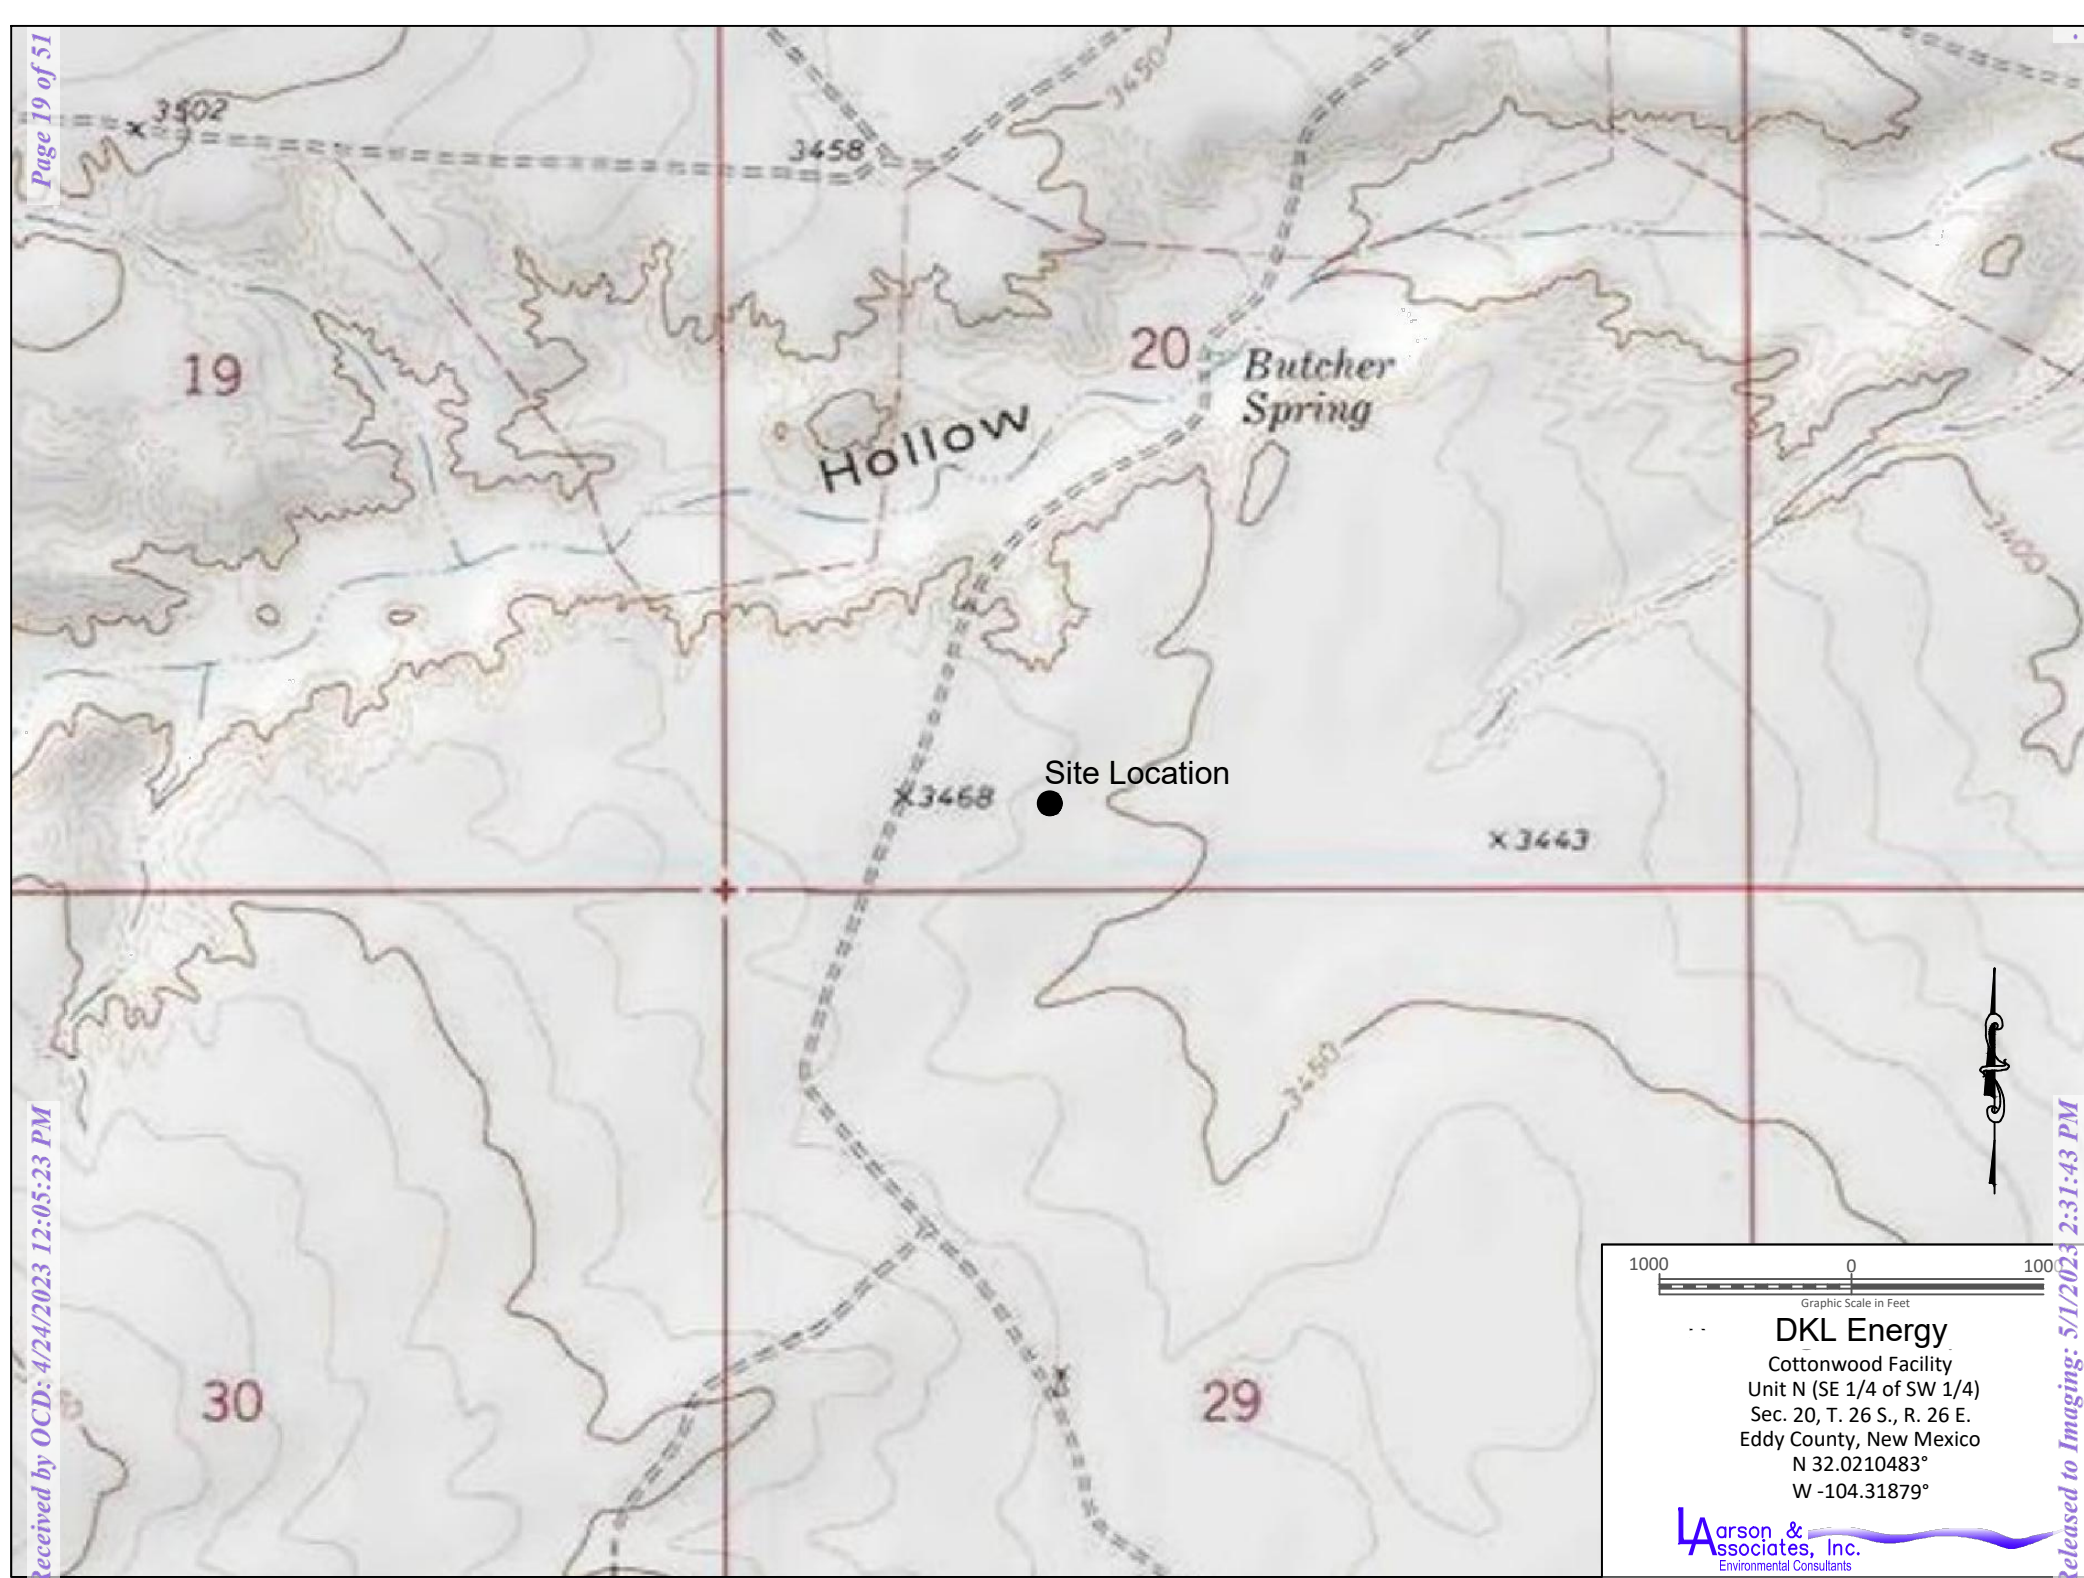 Page 19 of 51
3502
3458
3450
19
20
Butcher
Spring
Hollow
3400
Site Location
3468
3443
3450
30
29
1000 0 1000
Graphic Scale in Feet
DKL Energy
Cottonwood Facility
Unit N (SE 1/4 of SW 1/4)
Sec. 20, T. 26 S., R. 26 E.
Eddy County, New Mexico
N 32.0210483°
W -104.31879°
Larson &
Associates, Inc.
Environmental Consultants
Received by OCD: 4/24/2023 12:05:23 PM
Released to Imaging: 5/1/2023 2:31:43 PM